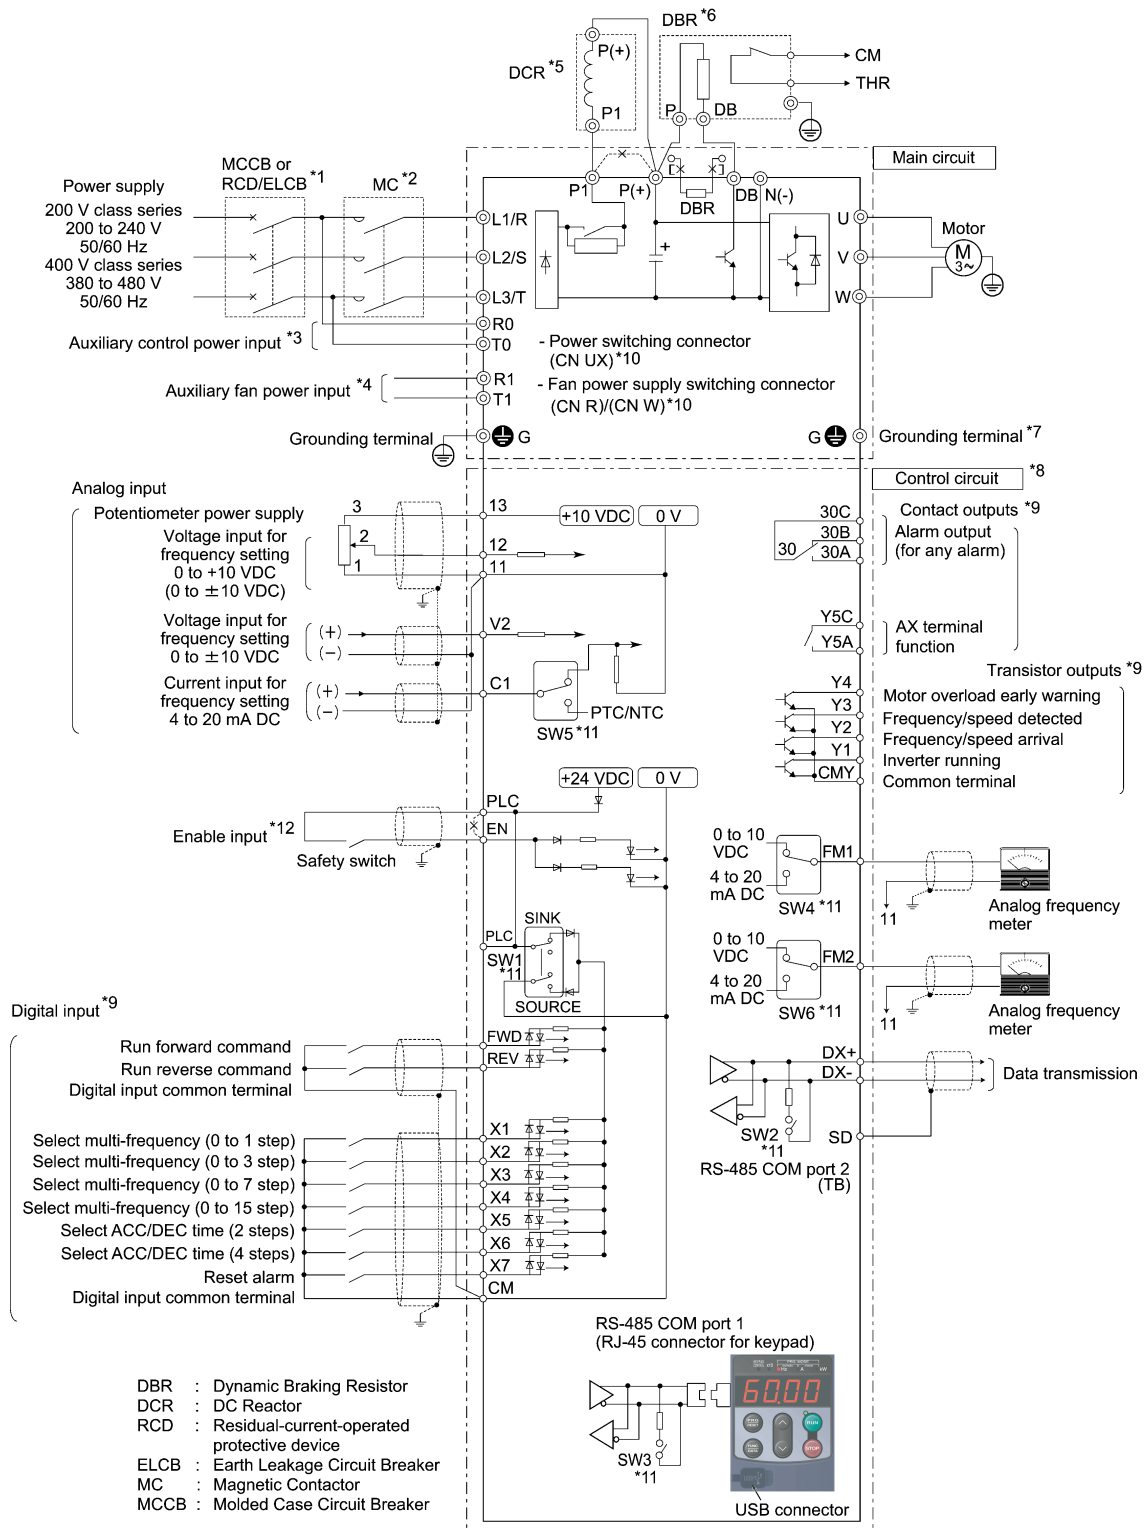 DBR *6
P(+)
DCR *5
P1
CM
THR
P
DB
Main circuit
MCCB or
RCD/ELCB *1
MC *2
Power supply
200 V class series
200 to 240 V
50/60 Hz
400 V class series
380 to 480 V
50/60 Hz
P1
P(+)
DBR
DB
N(-)
L1/R
L2/S
L3/T
+
U
V
W
Motor
M
3~
R0
T0
Auxiliary control power input *3
- Power switching connector
(CN UX) *10
R1
T1
Auxiliary fan power input *4
- Fan power supply switching connector
(CN R)/(CN W) *10
Grounding terminal
G
G
Grounding terminal *7
Control circuit *8
Analog input
Potentiometer power supply
3
13
+10 VDC
0 V
Voltage input for
frequency setting
0 to +10 VDC
(0 to ±10 VDC)
2
12
1
11
Voltage input for
frequency setting
0 to ±10 VDC
(+)
(−)
V2
Current input for
frequency setting
4 to 20 mA DC
(+)
(−)
C1
PTC/NTC
SW5 *11
30C
30B
30
30A
Contact outputs *9
Alarm output
(for any alarm)
Y5C
Y5A
AX terminal
function
Transistor outputs *9
Y4
Motor overload early warning
Y3
Frequency/speed detected
Y2
Frequency/speed arrival
Y1
Inverter running
CMY
Common terminal
+24 VDC
0 V
PLC
EN
Enable input *12
Safety switch
0 to 10
VDC
FM1
4 to 20
mA DC
SW4 *11
11
Analog frequency
meter
SINK
PLC
SW1
*11
SOURCE
0 to 10
VDC
FM2
4 to 20
mA DC
SW6 *11
11
Analog frequency
meter
Digital input *9
Run forward command
FWD
Run reverse command
REV
Digital input common terminal
DX+
DX-
Data transmission
SW2
*11
SD
RS-485 COM port 2
(TB)
Select multi-frequency (0 to 1 step)
X1
Select multi-frequency (0 to 3 step)
X2
Select multi-frequency (0 to 7 step)
X3
Select multi-frequency (0 to 15 step)
X4
Select ACC/DEC time (2 steps)
X5
Select ACC/DEC time (4 steps)
X6
Reset alarm
X7
Digital input common terminal
CM
RS-485 COM port 1
(RJ-45 connector for keypad)
SW3
*11
60.00
RUN
STOP
USB connector
DBR : Dynamic Braking Resistor
DCR : DC Reactor
RCD : Residual-current-operated
protective device
ELCB : Earth Leakage Circuit Breaker
MC : Magnetic Contactor
MCCB : Molded Case Circuit Breaker